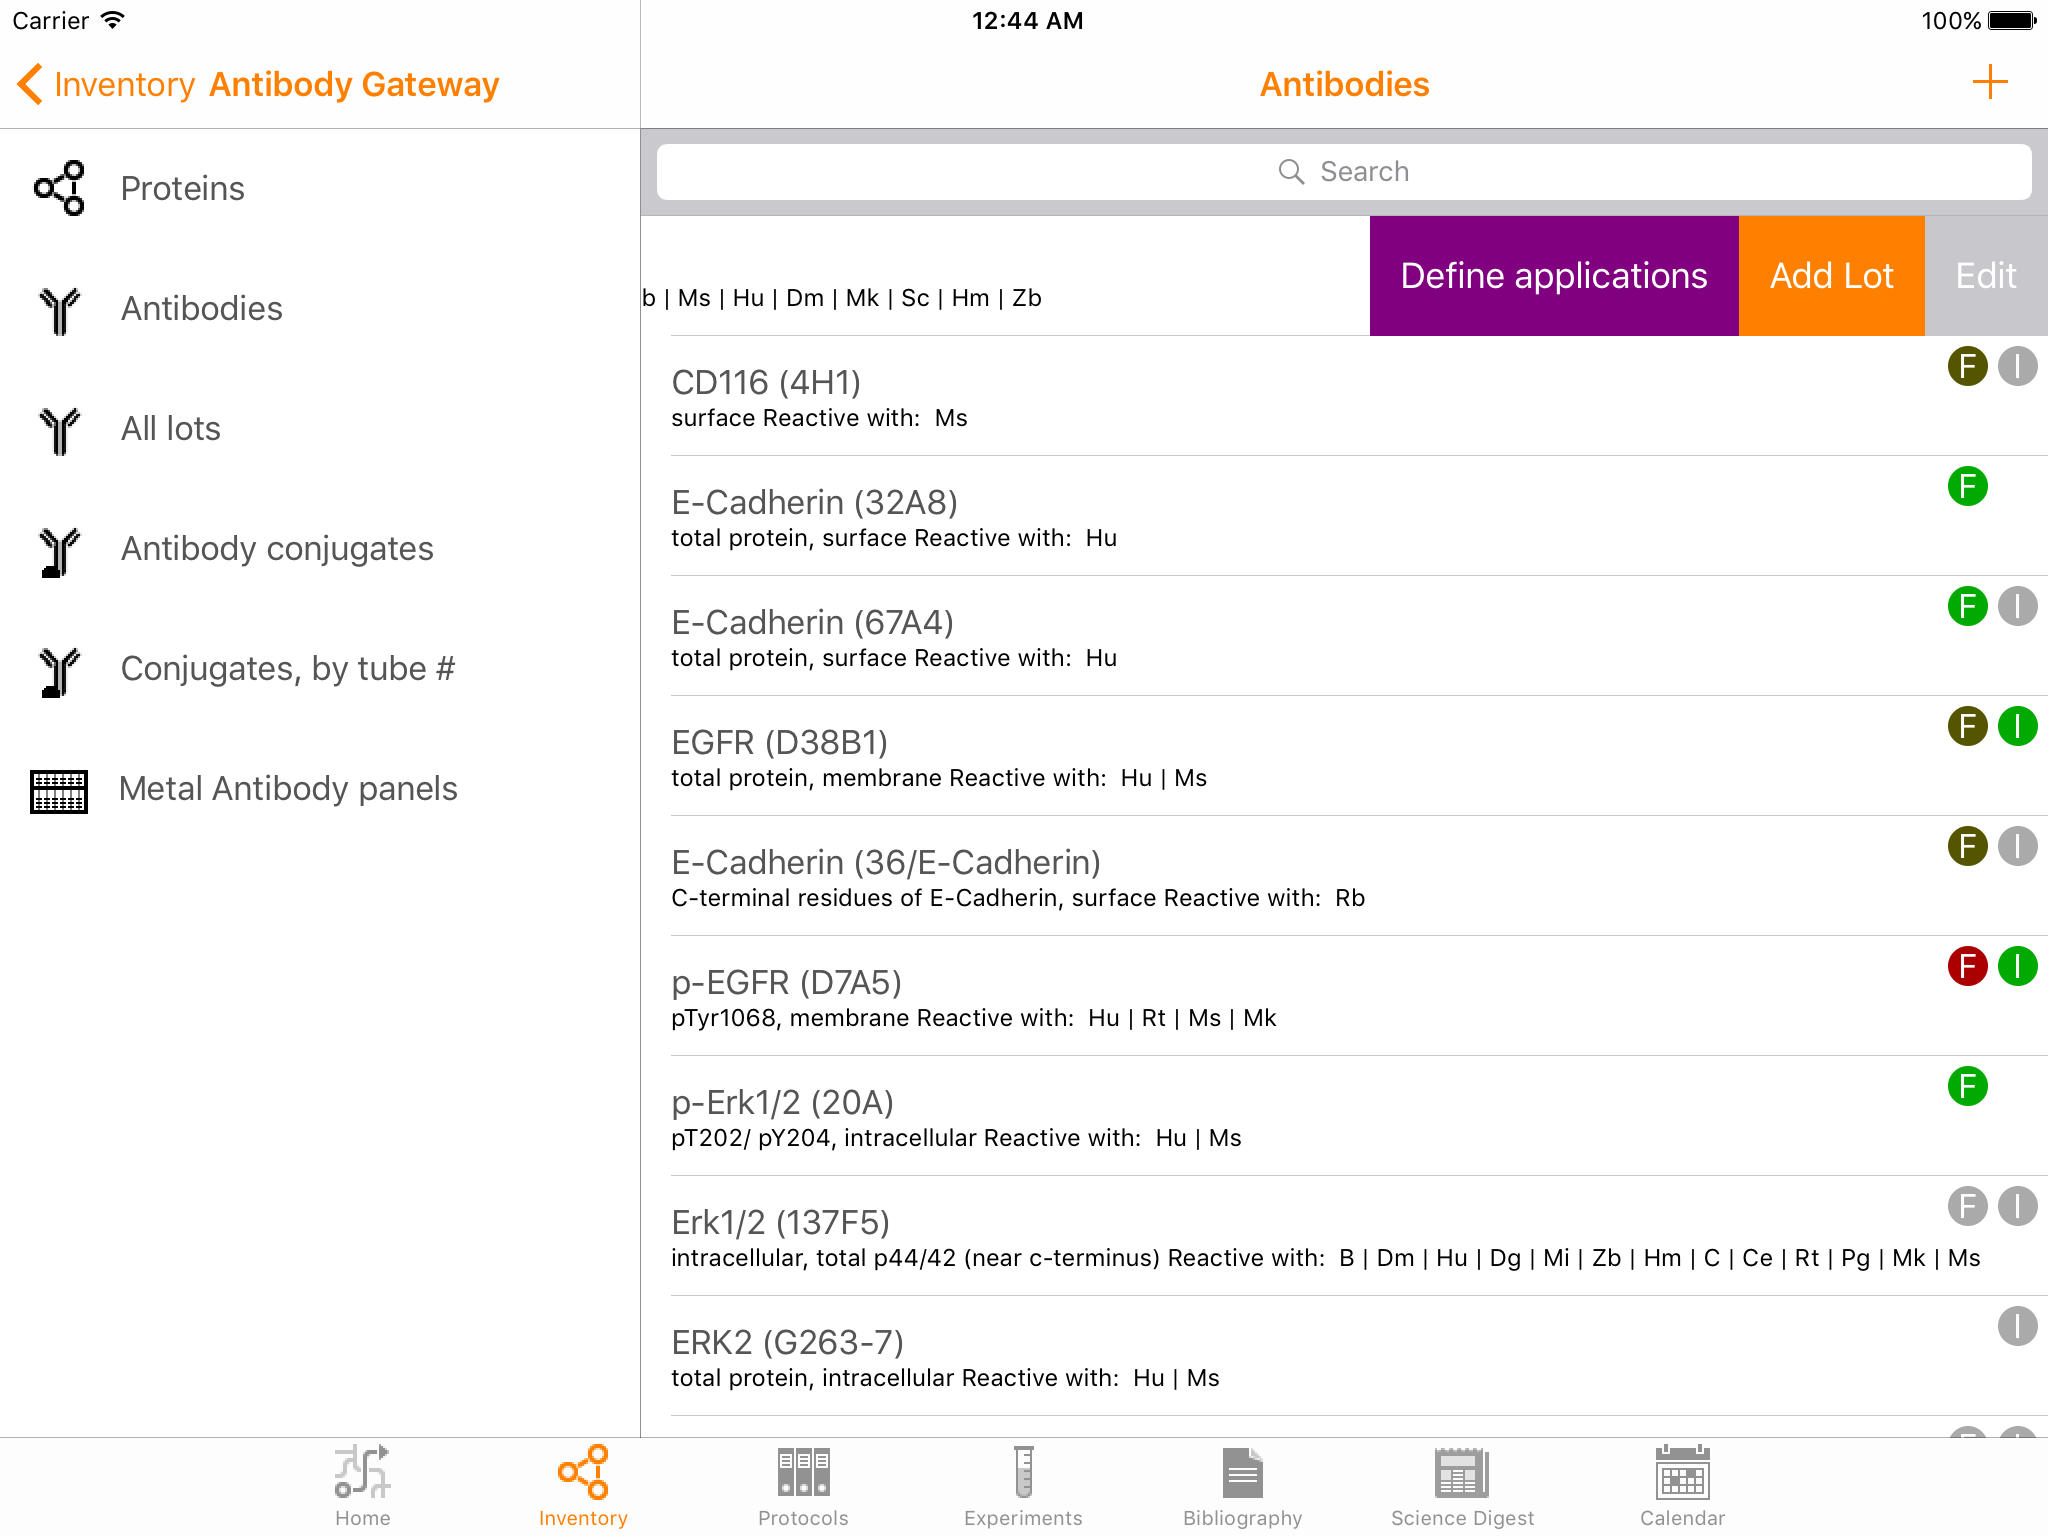 Carrier 12:44 AM 100%
Inventory Antibody Gateway Antibodies
Proteins
Antibodies
All lots
Antibody conjugates
Conjugates, by tube #
Metal Antibody panels
Search
b | Ms | Hu | Dm | Mk | Sc | Hm | Zb
Define applications Add Lot Edit
CD116 (4H1) F I
surface Reactive with: Ms
E-Cadherin (32A8) F
total protein, surface Reactive with: Hu
E-Cadherin (67A4) F I
total protein, surface Reactive with: Hu
EGFR (D38B1) F I
total protein, membrane Reactive with: Hu | Ms
E-Cadherin (36/E-Cadherin) F I
C-terminal residues of E-Cadherin, surface Reactive with: Rb
p-EGFR (D7A5) F I
pTyr1068, membrane Reactive with: Hu | Rt | Ms | Mk
p-Erk1/2 (20A) F
pT202/ pY204, intracellular Reactive with: Hu | Ms
Erk1/2 (137F5) F I
intracellular, total p44/42 (near c-terminus) Reactive with: B | Dm | Hu | Dg | Mi | Zb | Hm | C | Ce | Rt | Pg | Mk | Ms
ERK2 (G263-7) I
total protein, intracellular Reactive with: Hu | Ms
Home Inventory Protocols Experiments Bibliography Science Digest Calendar